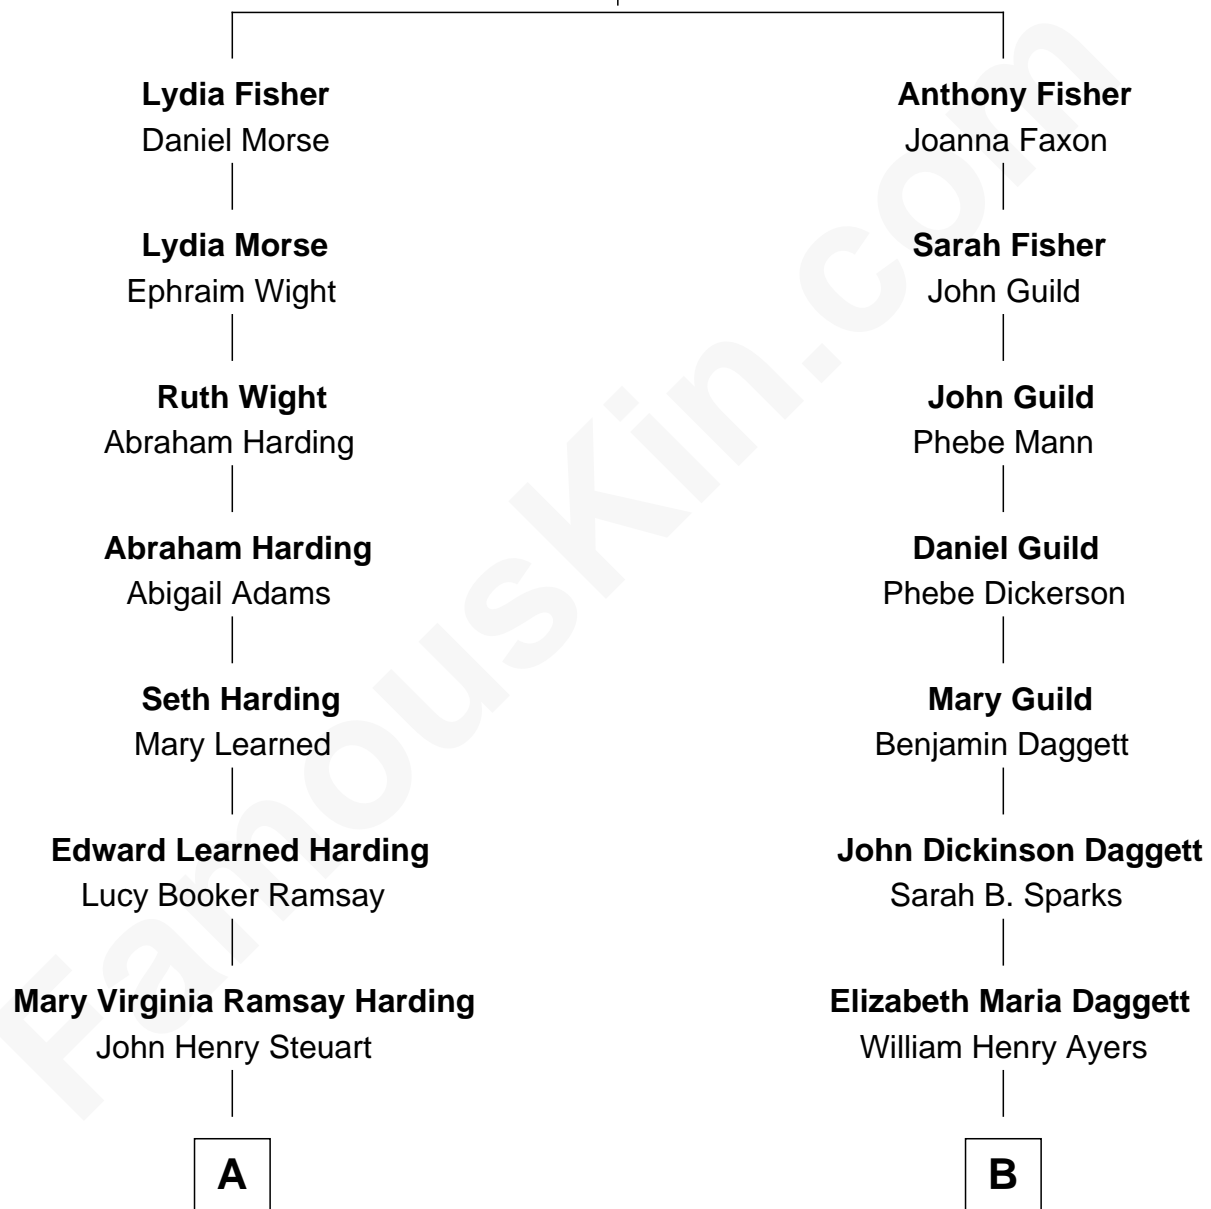 Lydia Fisher
Daniel Morse
Lydia Morse
Ephraim Wight
Ruth Wight
Abraham Harding
Abraham Harding
Abigail Adams
Seth Harding
Mary Learned
Edward Learned Harding
Lucy Booker Ramsay
Mary Virginia Ramsay Harding
John Henry Steuart
A
Anthony Fisher
Joanna Faxon
Sarah Fisher
John Guild
John Guild
Phebe Mann
Daniel Guild
Phebe Dickerson
Mary Guild
Benjamin Daggett
John Dickinson Daggett
Sarah B. Sparks
Elizabeth Maria Daggett
William Henry Ayers
B
FamousKin.com